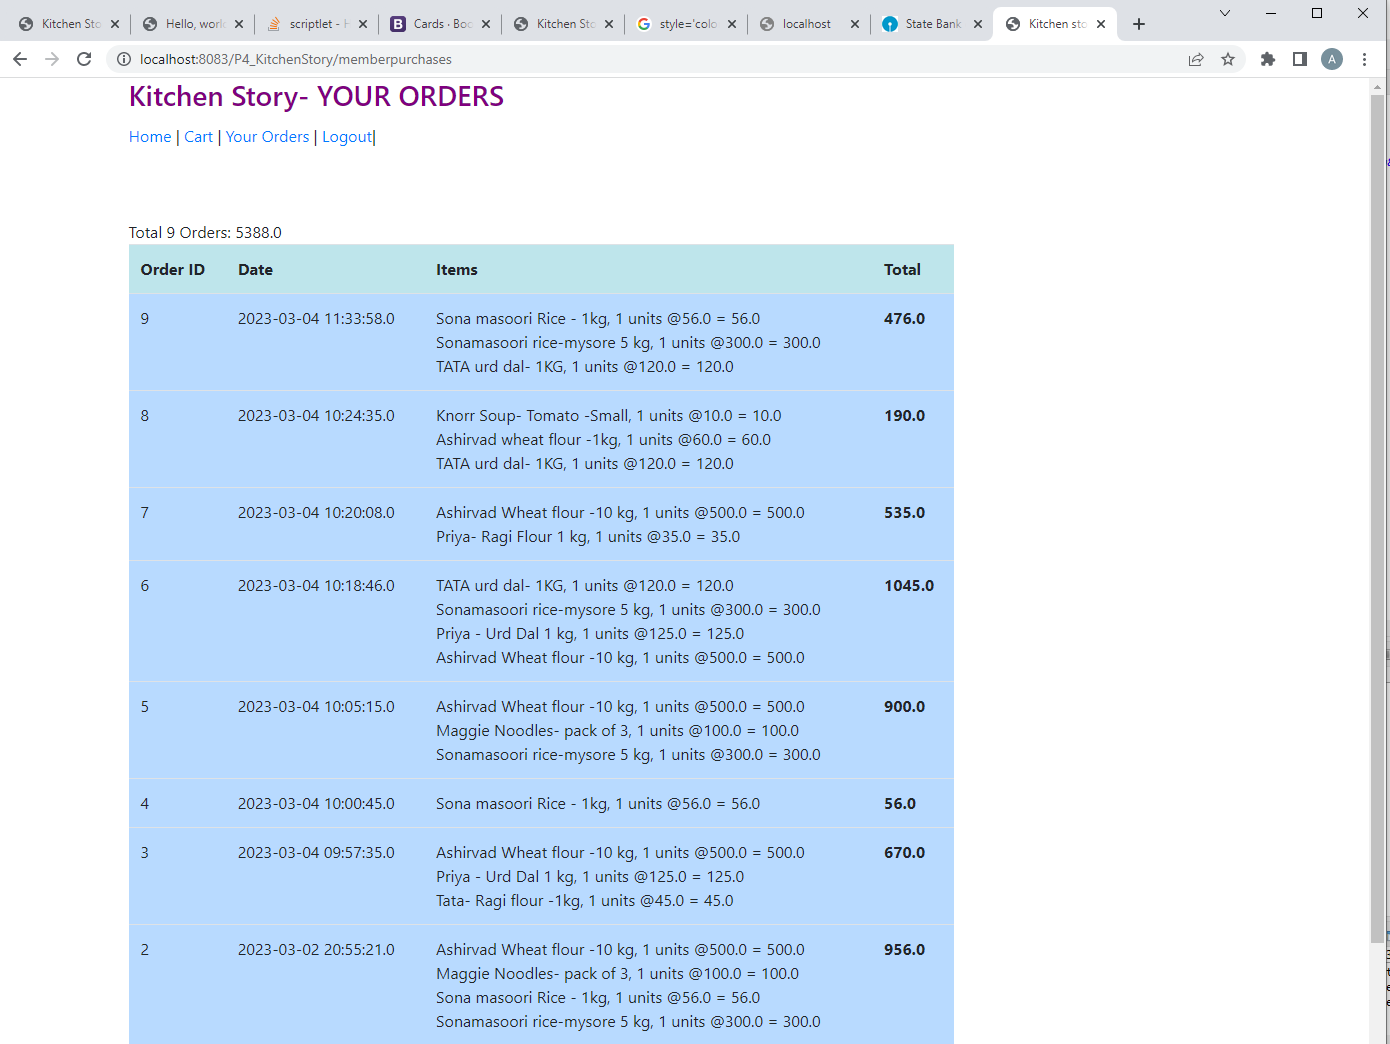 Kitchen Sto
Hello, worl
scriptlet - H
Cards · Boo
Kitchen Sto
style='colo
localhost
State Bank
Kitchen sto
localhost:8083/P4_KitchenStory/memberpurchases
A
Kitchen Story- YOUR ORDERS
Home | Cart | Your Orders | Logout|
Total 9 Orders: 5388.0
Order ID Date Items Total
9 2023-03-04 11:33:58.0 Sona masoori Rice - 1kg, 1 units @56.0 = 56.0 476.0
Sonamasoori rice-mysore 5 kg, 1 units @300.0 = 300.0
TATA urd dal- 1KG, 1 units @120.0 = 120.0
8 2023-03-04 10:24:35.0 Knorr Soup- Tomato -Small, 1 units @10.0 = 10.0 190.0
Ashirvad wheat flour -1kg, 1 units @60.0 = 60.0
TATA urd dal- 1KG, 1 units @120.0 = 120.0
7 2023-03-04 10:20:08.0 Ashirvad Wheat flour -10 kg, 1 units @500.0 = 500.0 535.0
Priya- Ragi Flour 1 kg, 1 units @35.0 = 35.0
6 2023-03-04 10:18:46.0 TATA urd dal- 1KG, 1 units @120.0 = 120.0 1045.0
Sonamasoori rice-mysore 5 kg, 1 units @300.0 = 300.0
Priya - Urd Dal 1 kg, 1 units @125.0 = 125.0
Ashirvad Wheat flour -10 kg, 1 units @500.0 = 500.0
5 2023-03-04 10:05:15.0 Ashirvad Wheat flour -10 kg, 1 units @500.0 = 500.0 900.0
Maggie Noodles- pack of 3, 1 units @100.0 = 100.0
Sonamasoori rice-mysore 5 kg, 1 units @300.0 = 300.0
4 2023-03-04 10:00:45.0 Sona masoori Rice - 1kg, 1 units @56.0 = 56.0 56.0
3 2023-03-04 09:57:35.0 Ashirvad Wheat flour -10 kg, 1 units @500.0 = 500.0 670.0
Priya - Urd Dal 1 kg, 1 units @125.0 = 125.0
Tata- Ragi flour -1kg, 1 units @45.0 = 45.0
2 2023-03-02 20:55:21.0 Ashirvad Wheat flour -10 kg, 1 units @500.0 = 500.0 956.0
Maggie Noodles- pack of 3, 1 units @100.0 = 100.0
Sona masoori Rice - 1kg, 1 units @56.0 = 56.0
Sonamasoori rice-mysore 5 kg, 1 units @300.0 = 300.0